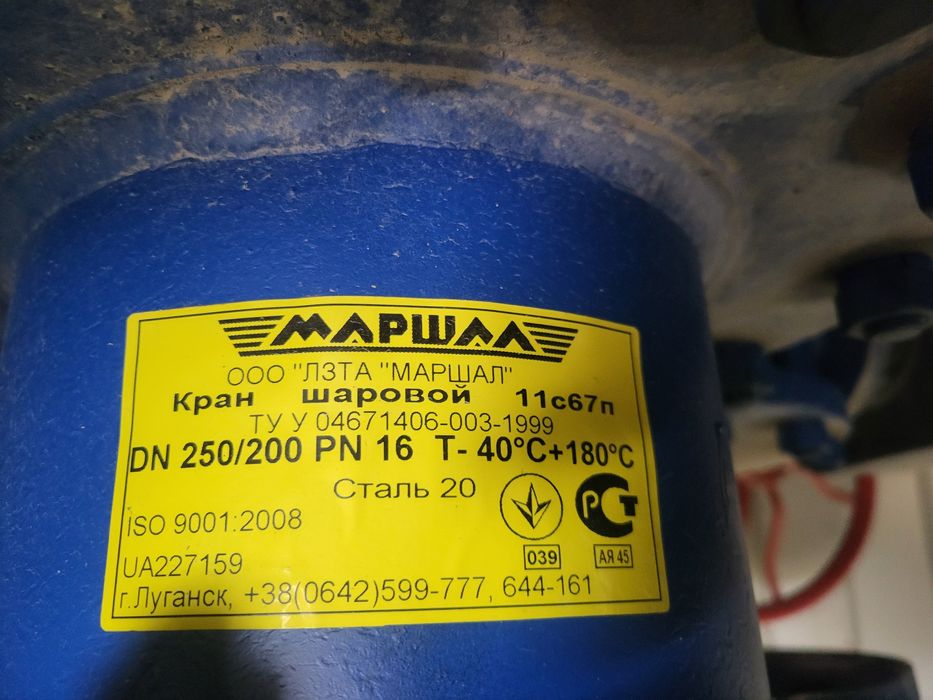 МАРШАЛ
ООО "ЛЗТА "МАРШАЛ"
Кран шаровой 11с67п
ТУ У 04671406-003-1999
DN 250/200 PN 16 T- 40°C+180°C
Сталь 20
РСТ
ISO 9001:2008
039 АЯ 45
UA227159
г.Луганск, +38(0642)599-777, 644-161